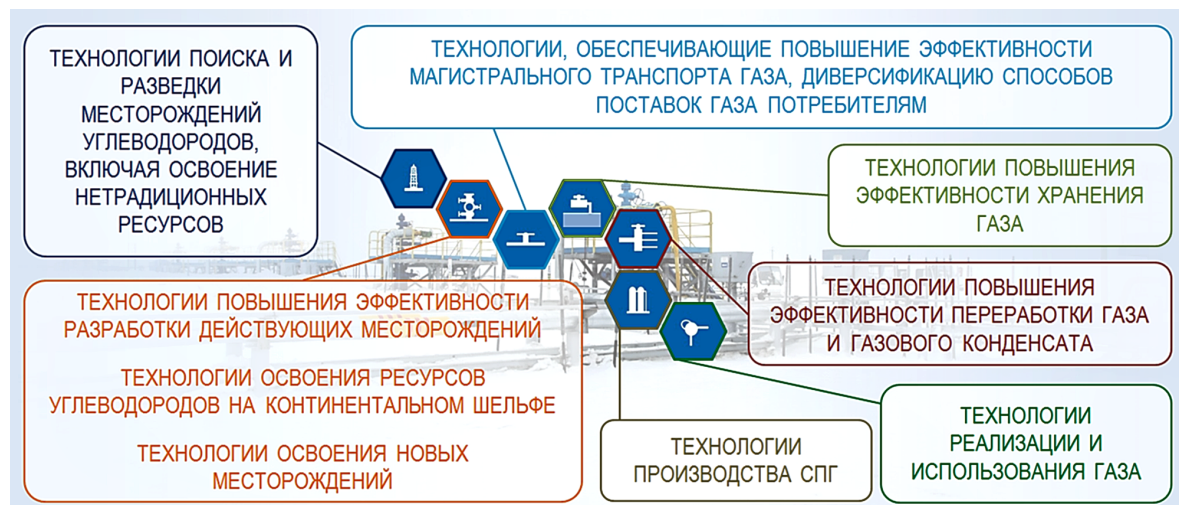 ТЕХНОЛОГИИ ПОИСКА И
РАЗВЕДКИ
МЕСТОРОЖДЕНИЙ
УГЛЕВОДОРОДОВ,
ВКЛЮЧАЯ ОСВОЕНИЕ
НЕТРАДИЦИОННЫХ
РЕСУРСОВ
ТЕХНОЛОГИИ, ОБЕСПЕЧИВАЮЩИЕ ПОВЫШЕНИЕ ЭФФЕКТИВНОСТИ
МАГИСТРАЛЬНОГО ТРАНСПОРТА ГАЗА, ДИВЕРСИФИКАЦИЮ СПОСОБОВ
ПОСТАВОК ГАЗА ПОТРЕБИТЕЛЯМ
ТЕХНОЛОГИИ ПОВЫШЕНИЯ
ЭФФЕКТИВНОСТИ ХРАНЕНИЯ
ГАЗА
ТЕХНОЛОГИИ ПОВЫШЕНИЯ ЭФФЕКТИВНОСТИ
РАЗРАБОТКИ ДЕЙСТВУЮЩИХ МЕСТОРОЖДЕНИЙ
ТЕХНОЛОГИИ ОСВОЕНИЯ РЕСУРСОВ
УГЛЕВОДОРОДОВ НА КОНТИНЕНТАЛЬНОМ ШЕЛЬФЕ
ТЕХНОЛОГИИ ОСВОЕНИЯ НОВЫХ
МЕСТОРОЖДЕНИЙ
ТЕХНОЛОГИИ ПОВЫШЕНИЯ
ЭФФЕКТИВНОСТИ ПЕРЕРАБОТКИ ГАЗА
И ГАЗОВОГО КОНДЕНСАТА
ТЕХНОЛОГИИ
ПРОИЗВОДСТВА СПГ
ТЕХНОЛОГИИ
РЕАЛИЗАЦИИ И
ИСПОЛЬЗОВАНИЯ ГАЗА